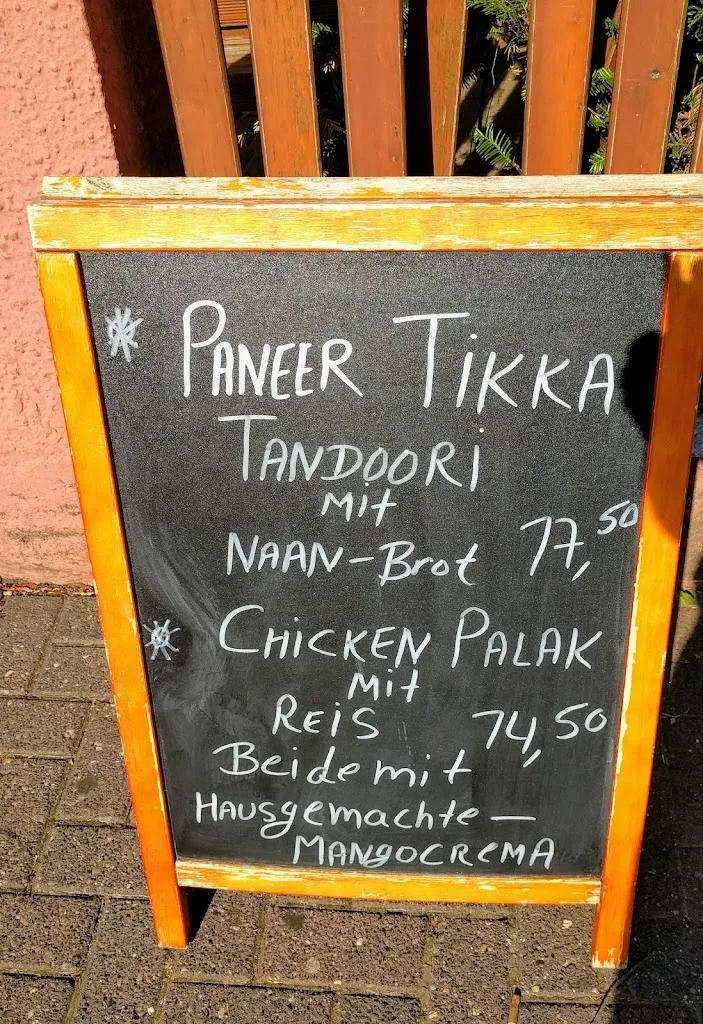 * PANEER TIKKA
TANDOORI
mit
NAAN-Brot 17,50
* CHICKEN PALAK
mit
REIS 14,50
Beide mit
HAUSgemachte —
MANGOCREMA